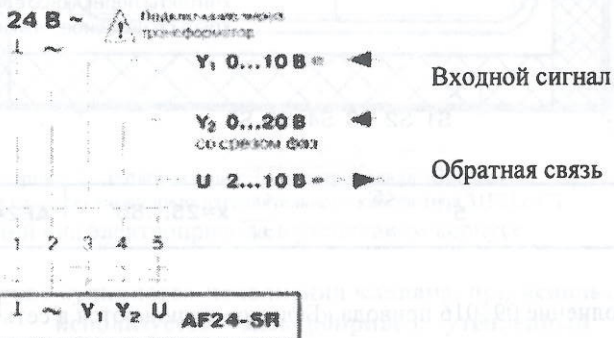 24 В ~ Подключение через
трансформатор
⊥ ~
Y₁ 0...10 В =
Входной сигнал
Y₂ 0...20 В
со срезом фаз
Обратная связь
U 2...10 В =
1 2 3 4 5
⊥ ~ Y₁ Y₂ U AF24-SR